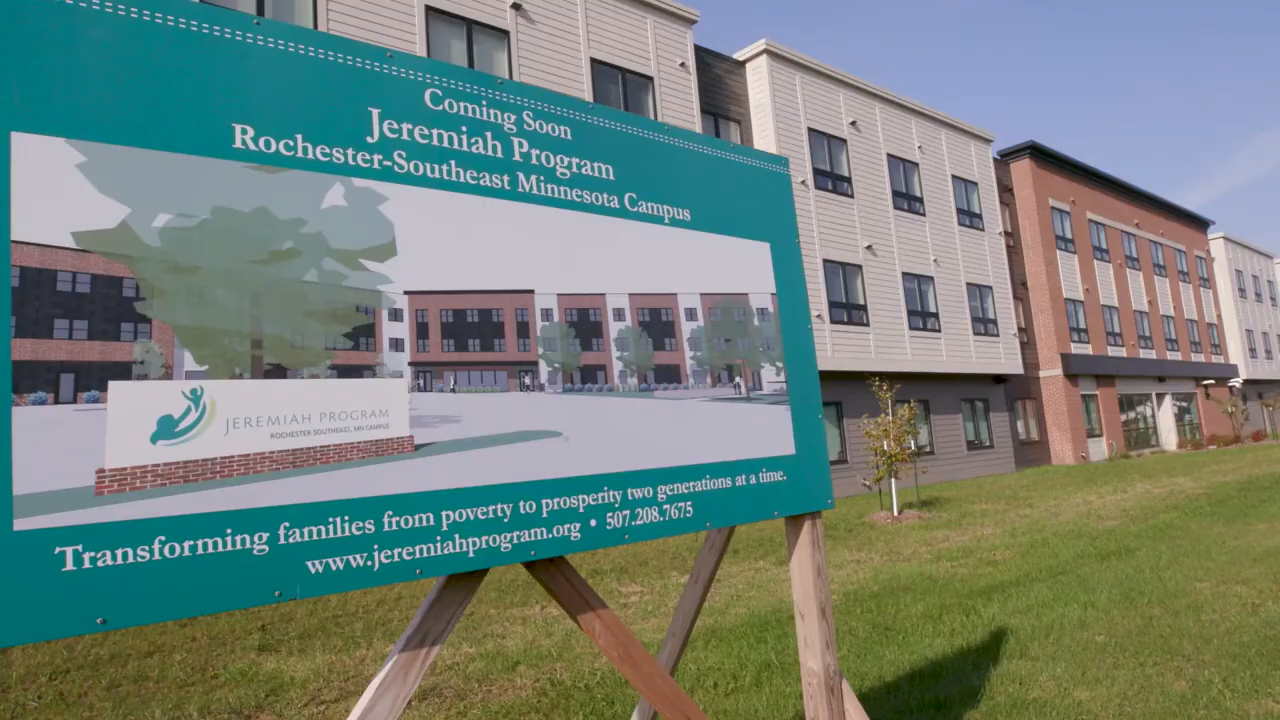 Coming Soon
Jeremiah Program
Rochester-Southeast Minnesota Campus
JEREMIAH PROGRAM
ROCHESTER SOUTHEAST, MN CAMPUS
Transforming families from poverty to prosperity two generations at a time.
www.jeremiahprogram.org • 507.208.7675